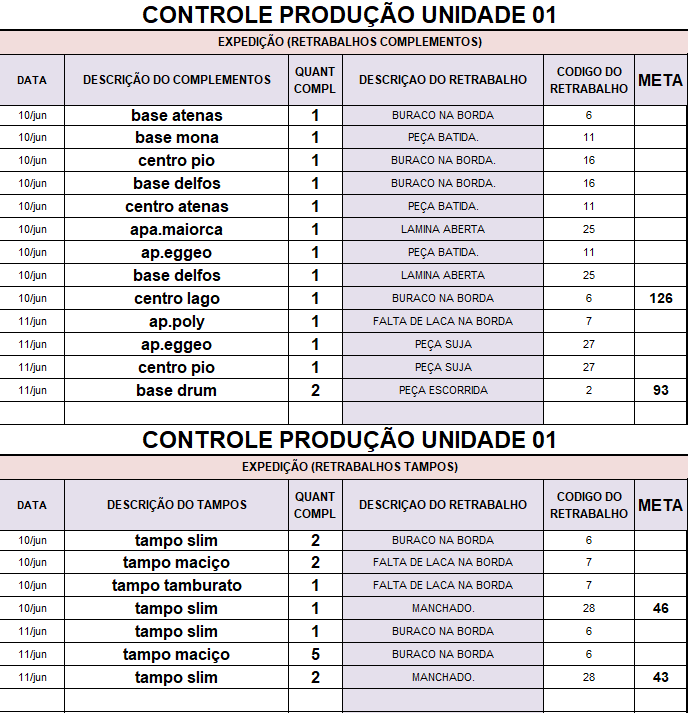 CONTROLE PRODUÇÃO UNIDADE 01
EXPEDIÇÃO (RETRABALHOS COMPLEMENTOS)
DATA DESCRIÇÃO DO COMPLEMENTOS QUANT COMPL DESCRIÇAO DO RETRABALHO CODIGO DO RETRABALHO META
10/jun base atenas 1 BURACO NA BORDA 6
10/jun base mona 1 PEÇA BATIDA. 11
10/jun centro pio 1 BURACO NA BORDA. 16
10/jun base delfos 1 BURACO NA BORDA. 16
10/jun centro atenas 1 PEÇA BATIDA. 11
10/jun apa.maiorca 1 LAMINA ABERTA 25
10/jun ap.eggeo 1 PEÇA BATIDA. 11
10/jun base delfos 1 LAMINA ABERTA 25
10/jun centro lago 1 BURACO NA BORDA 6 126
11/jun ap.poly 1 FALTA DE LACA NA BORDA 7
11/jun ap.eggeo 1 PEÇA SUJA 27
11/jun centro pio 1 PEÇA SUJA 27
11/jun base drum 2 PEÇA ESCORRIDA 2 93
CONTROLE PRODUÇÃO UNIDADE 01
EXPEDIÇÃO (RETRABALHOS TAMPOS)
DATA DESCRIÇÃO DO TAMPOS QUANT COMPL DESCRIÇAO DO RETRABALHO CODIGO DO RETRABALHO META
10/jun tampo slim 2 BURACO NA BORDA 6
10/jun tampo maciço 2 FALTA DE LACA NA BORDA 7
10/jun tampo tamburato 1 FALTA DE LACA NA BORDA 7
10/jun tampo slim 1 MANCHADO. 28 46
11/jun tampo slim 1 BURACO NA BORDA 6
11/jun tampo maciço 5 BURACO NA BORDA 6
11/jun tampo slim 2 MANCHADO. 28 43